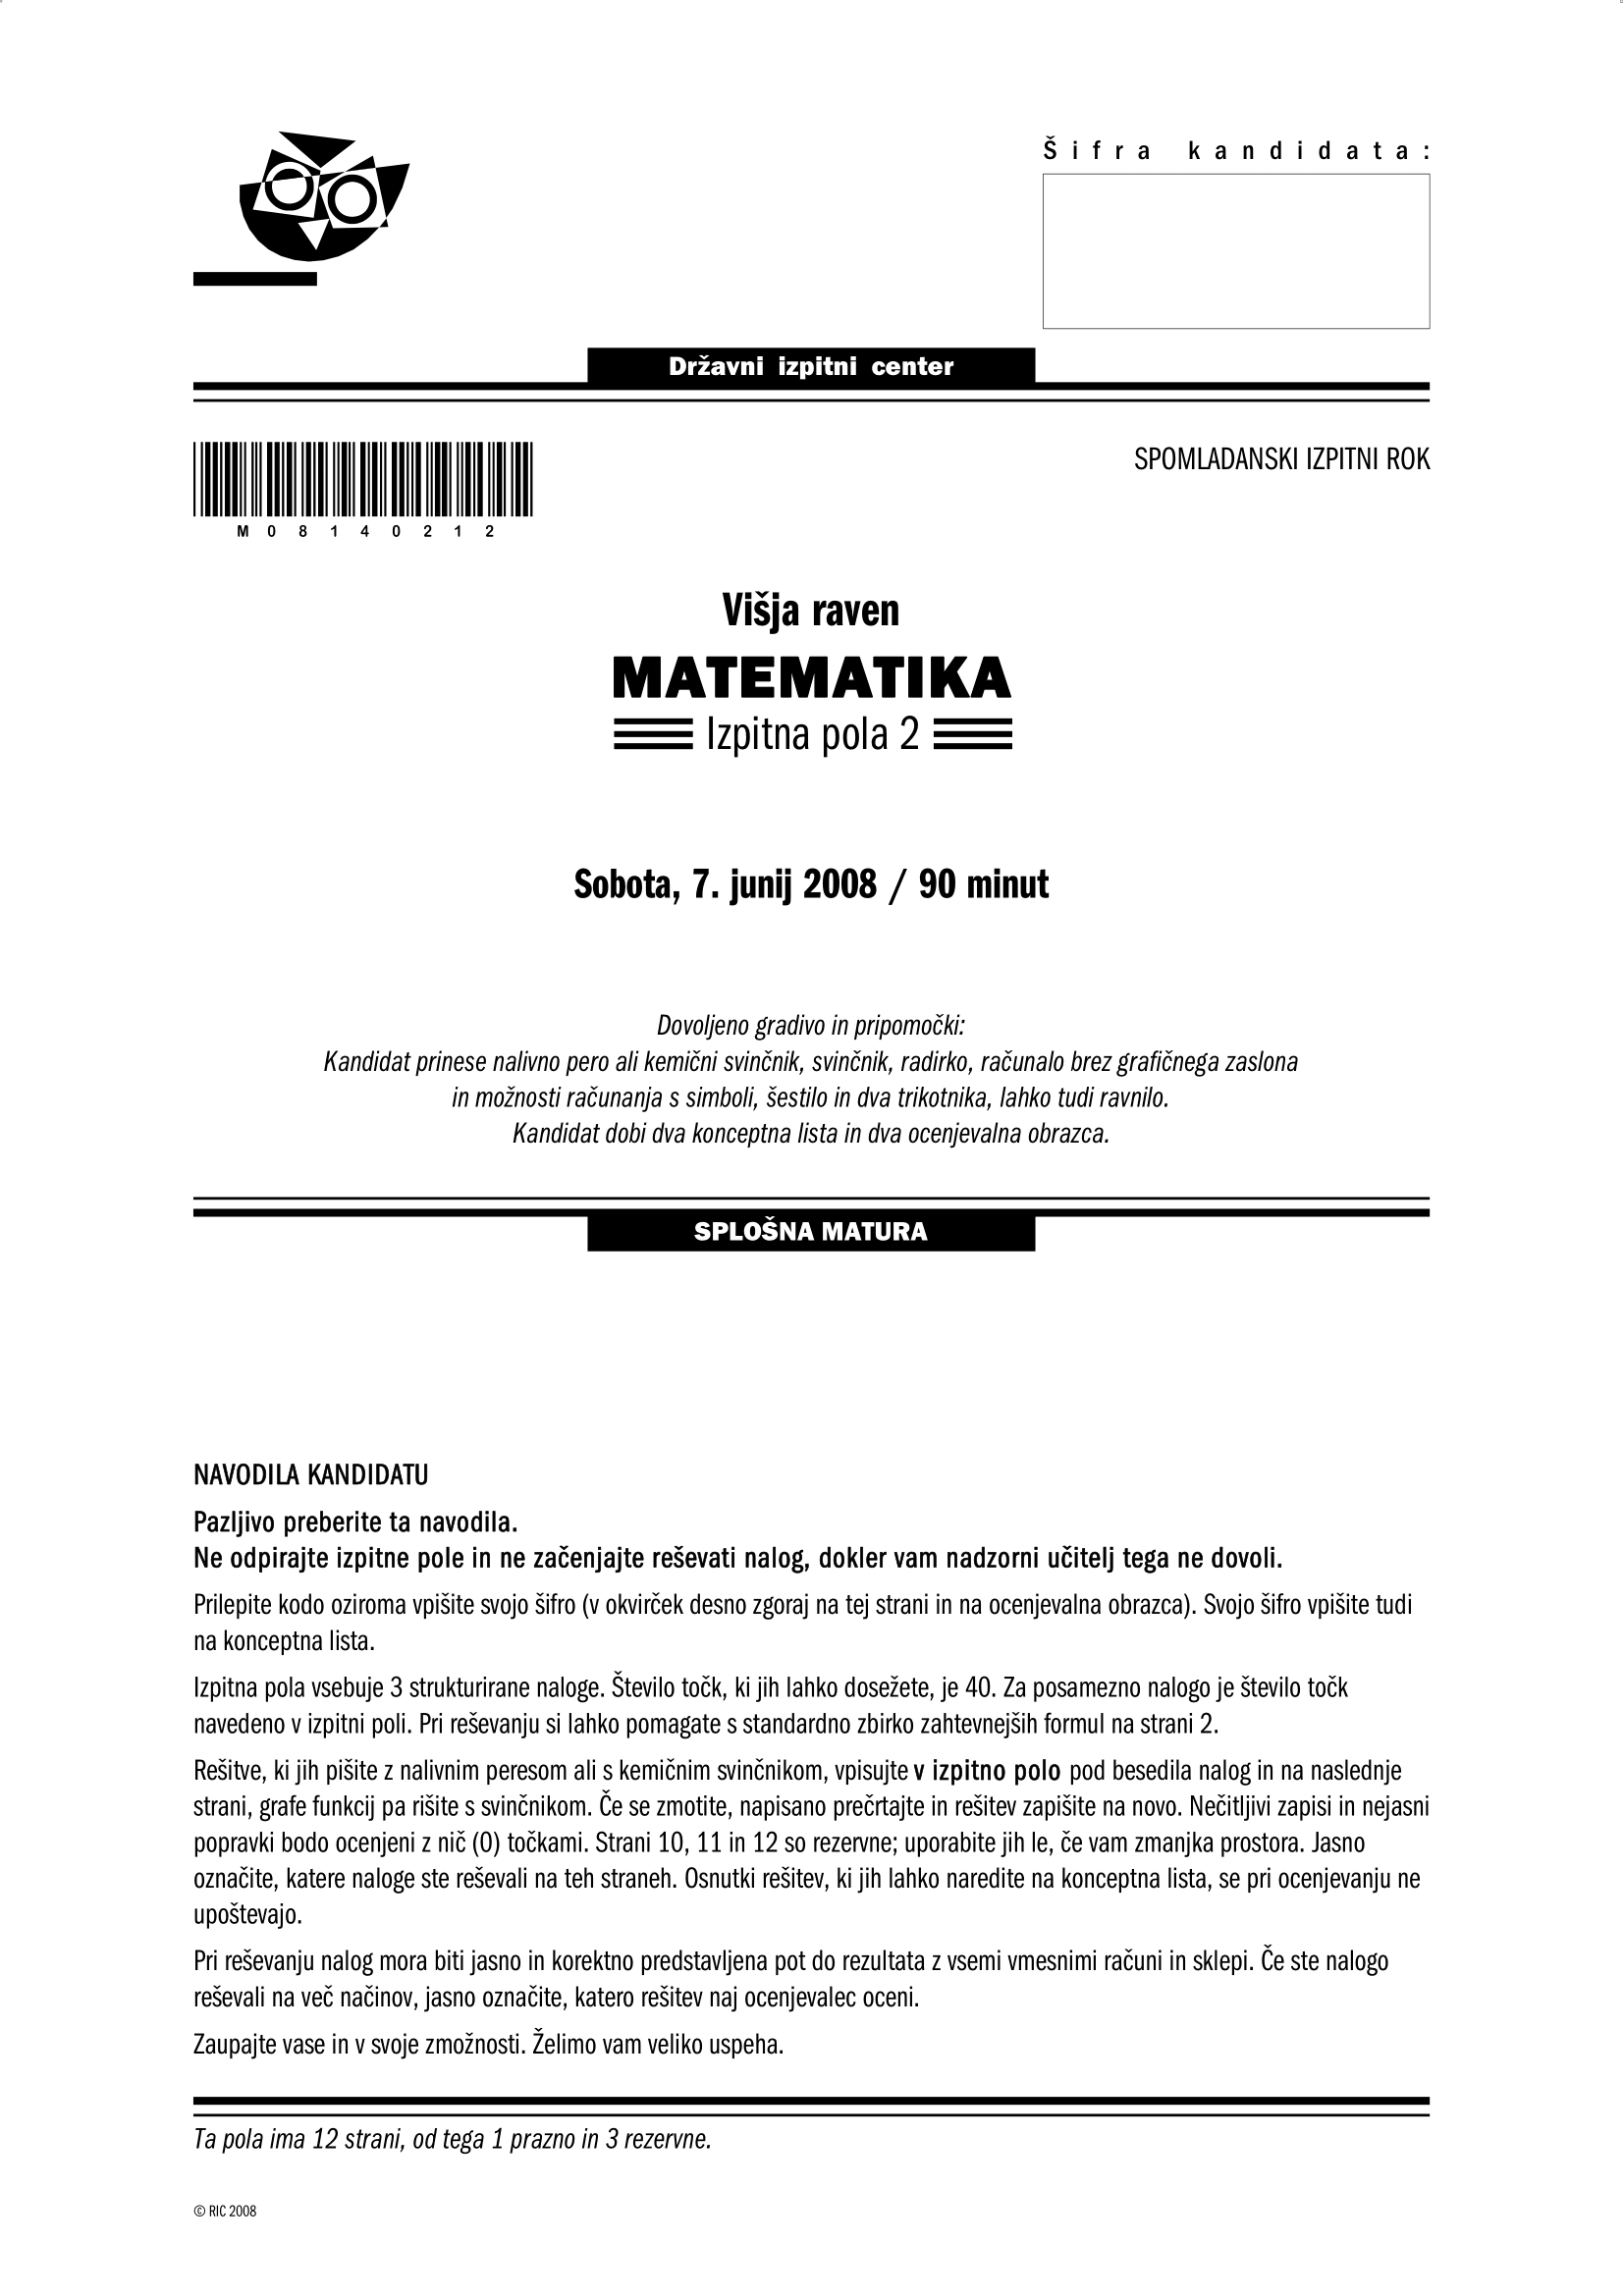 Šifra kandidata:
Državni izpitni center
SPOMLADANSKI IZPITNI ROK
M08140212
Višja raven
MATEMATIKA
Izpitna pola 2
Sobota, 7. junij 2008 / 90 minut
Dovoljeno gradivo in pripomočki:
Kandidat prinese nalivno pero ali kemični svinčnik, svinčnik, radirko, računalo brez grafičnega zaslona
in možnosti računanja s simboli, šestilo in dva trikotnika, lahko tudi ravnilo.
Kandidat dobi dva konceptna lista in dva ocenjevalna obrazca.
SPLOŠNA MATURA
NAVODILA KANDIDATU
Pazljivo preberite ta navodila.
Ne odpirajte izpitne pole in ne začenjajte reševati nalog, dokler vam nadzorni učitelj tega ne dovoli.
Prilepite kodo oziroma vpišite svojo šifro (v okvirček desno zgoraj na tej strani in na ocenjevalna obrazca). Svojo šifro vpišite tudi
na konceptna lista.
Izpitna pola vsebuje 3 strukturirane naloge. Število točk, ki jih lahko dosežete, je 40. Za posamezno nalogo je število točk
navedeno v izpitni poli. Pri reševanju si lahko pomagate s standardno zbirko zahtevnejših formul na strani 2.
Rešitve, ki jih pišite z nalivnim peresom ali s kemičnim svinčnikom, vpisujte v izpitno polo pod besedila nalog in na naslednje
strani, grafe funkcij pa rišite s svinčnikom. Če se zmotite, napisano prečrtajte in rešitev zapišite na novo. Nečitljivi zapisi in nejasni
popravki bodo ocenjeni z nič (0) točkami. Strani 10, 11 in 12 so rezervne; uporabite jih le, če vam zmanjka prostora. Jasno
označite, katere naloge ste reševali na teh straneh. Osnutki rešitev, ki jih lahko naredite na konceptna lista, se pri ocenjevanju ne
upoštevajo.
Pri reševanju nalog mora biti jasno in korektno predstavljena pot do rezultata z vsemi vmesnimi računi in sklepi. Če ste nalogo
reševali na več načinov, jasno označite, katero rešitev naj ocenjevalec oceni.
Zaupajte vase in v svoje zmožnosti. Želimo vam veliko uspeha.
Ta pola ima 12 strani, od tega 1 prazno in 3 rezervne.
© RIC 2008